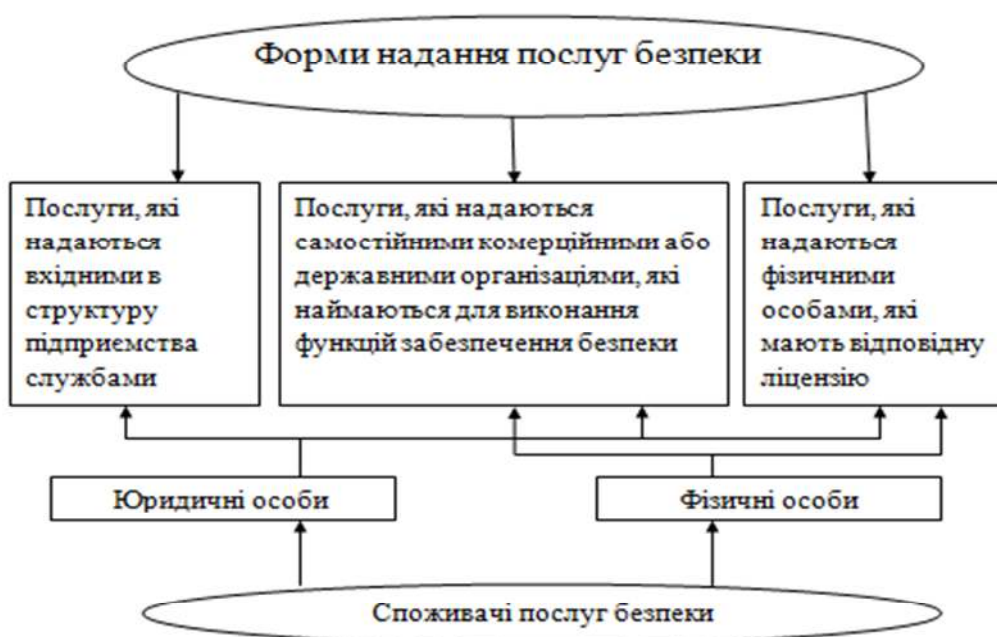 Форми надання послуг безпеки
Послуги, які
надаються
вхідними в
структуру
підприємства
службами
Послуги, які надаються
самостійними комерційними або
державними організаціями, які
наймаються для виконання
функцій забезпечення безпеки
Послуги, які
надаються
фізичними
особами, які
мають відповідну
ліцензію
Юридичні особи
Фізичні особи
Споживачі послуг безпеки